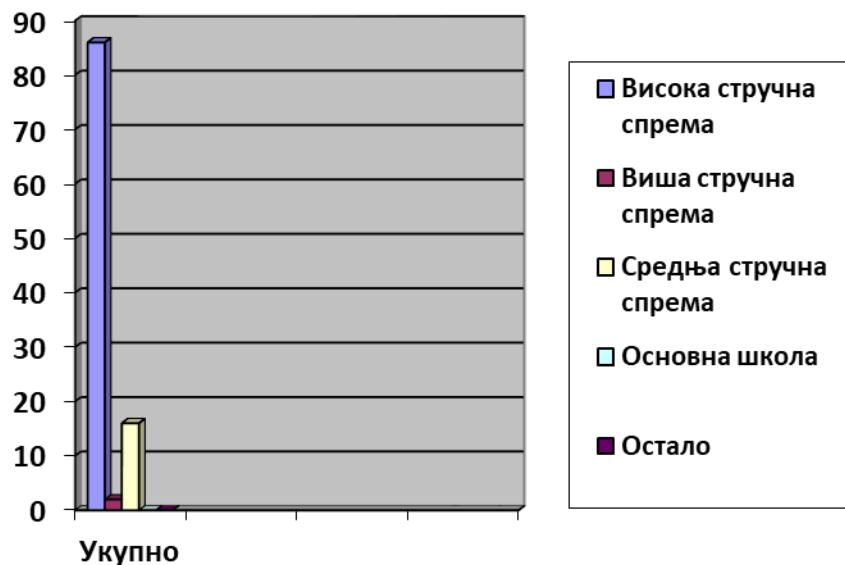 90
80
70
60
50
40
30
20
10
0
Укупно
Висока стручна
спрема
Виша стручна
спрема
Средња стручна
спрема
Основна школа
Остало